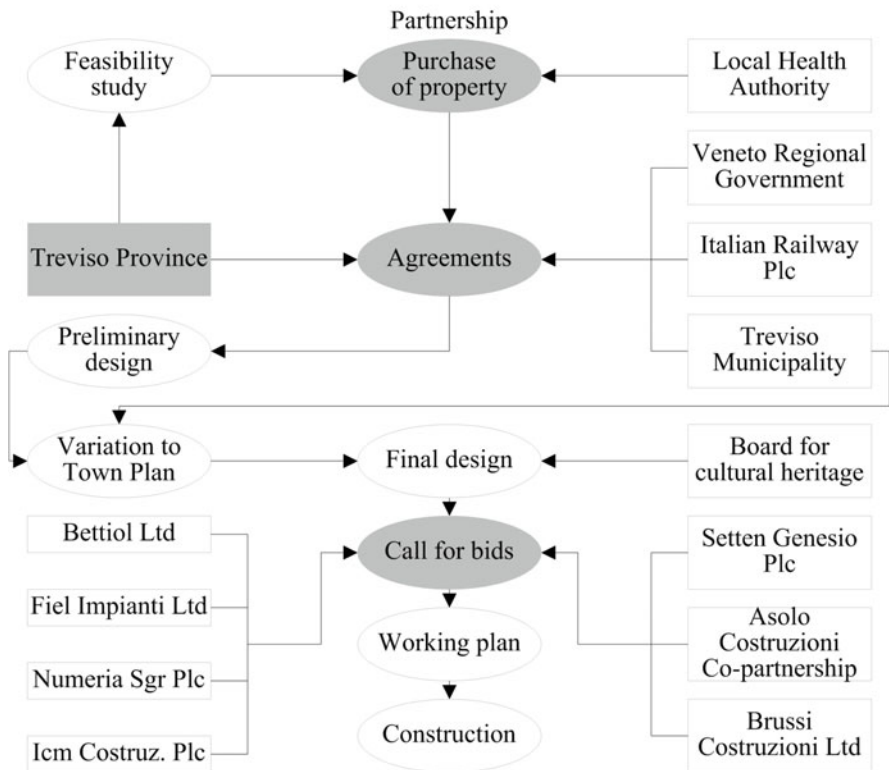 Partnership
Feasibility
study
Purchase
of property
Local Health
Authority
Veneto Regional
Government
Treviso Province
Agreements
Italian Railway
Plc
Preliminary
design
Treviso
Municipality
Variation to
Town Plan
Final design
Board for
cultural heritage
Bettiol Ltd
Call for bids
Setten Genesio
Plc
Fiel Impianti Ltd
Working plan
Asolo
Costruzioni
Co-partnership
Numeria Sgr Plc
Icm Costruz. Plc
Construction
Brussi
Costruzioni Ltd